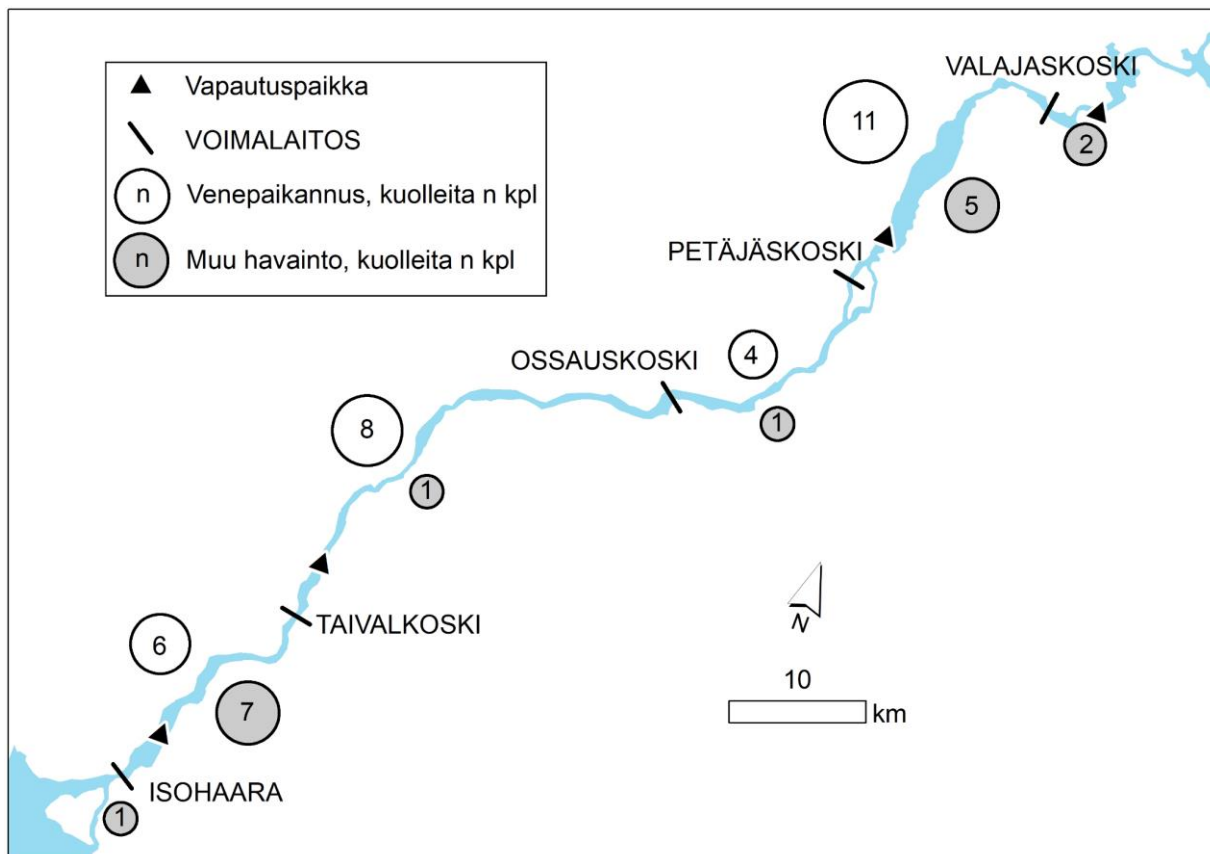 Vapautuspaikka
VOIMALAITOS
n Venepaikannus, kuolleita n kpl
n Muu havainto, kuolleita n kpl
VALAJASKOSKI
11
2
5
PETÄJÄSKOSKI
OSSAUSKOSKI
4
1
8
1
TAIVALKOSKI
6
7
N
10
km
ISOHAARA
1